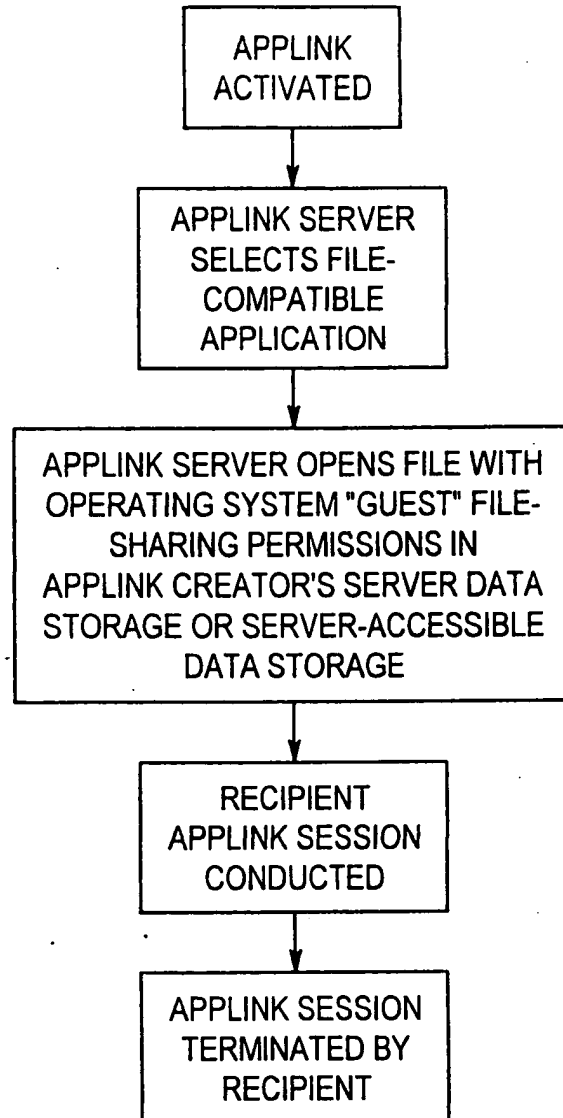 APPLINK
ACTIVATED
APPLINK SERVER
SELECTS FILE-
COMPATIBLE
APPLICATION
APPLINK SERVER OPENS FILE WITH
OPERATING SYSTEM "GUEST" FILE-
SHARING PERMISSIONS IN
APPLINK CREATOR'S SERVER DATA
STORAGE OR SERVER-ACCESSIBLE
DATA STORAGE
RECIPIENT
APPLINK SESSION
CONDUCTED
APPLINK SESSION
TERMINATED BY
RECIPIENT